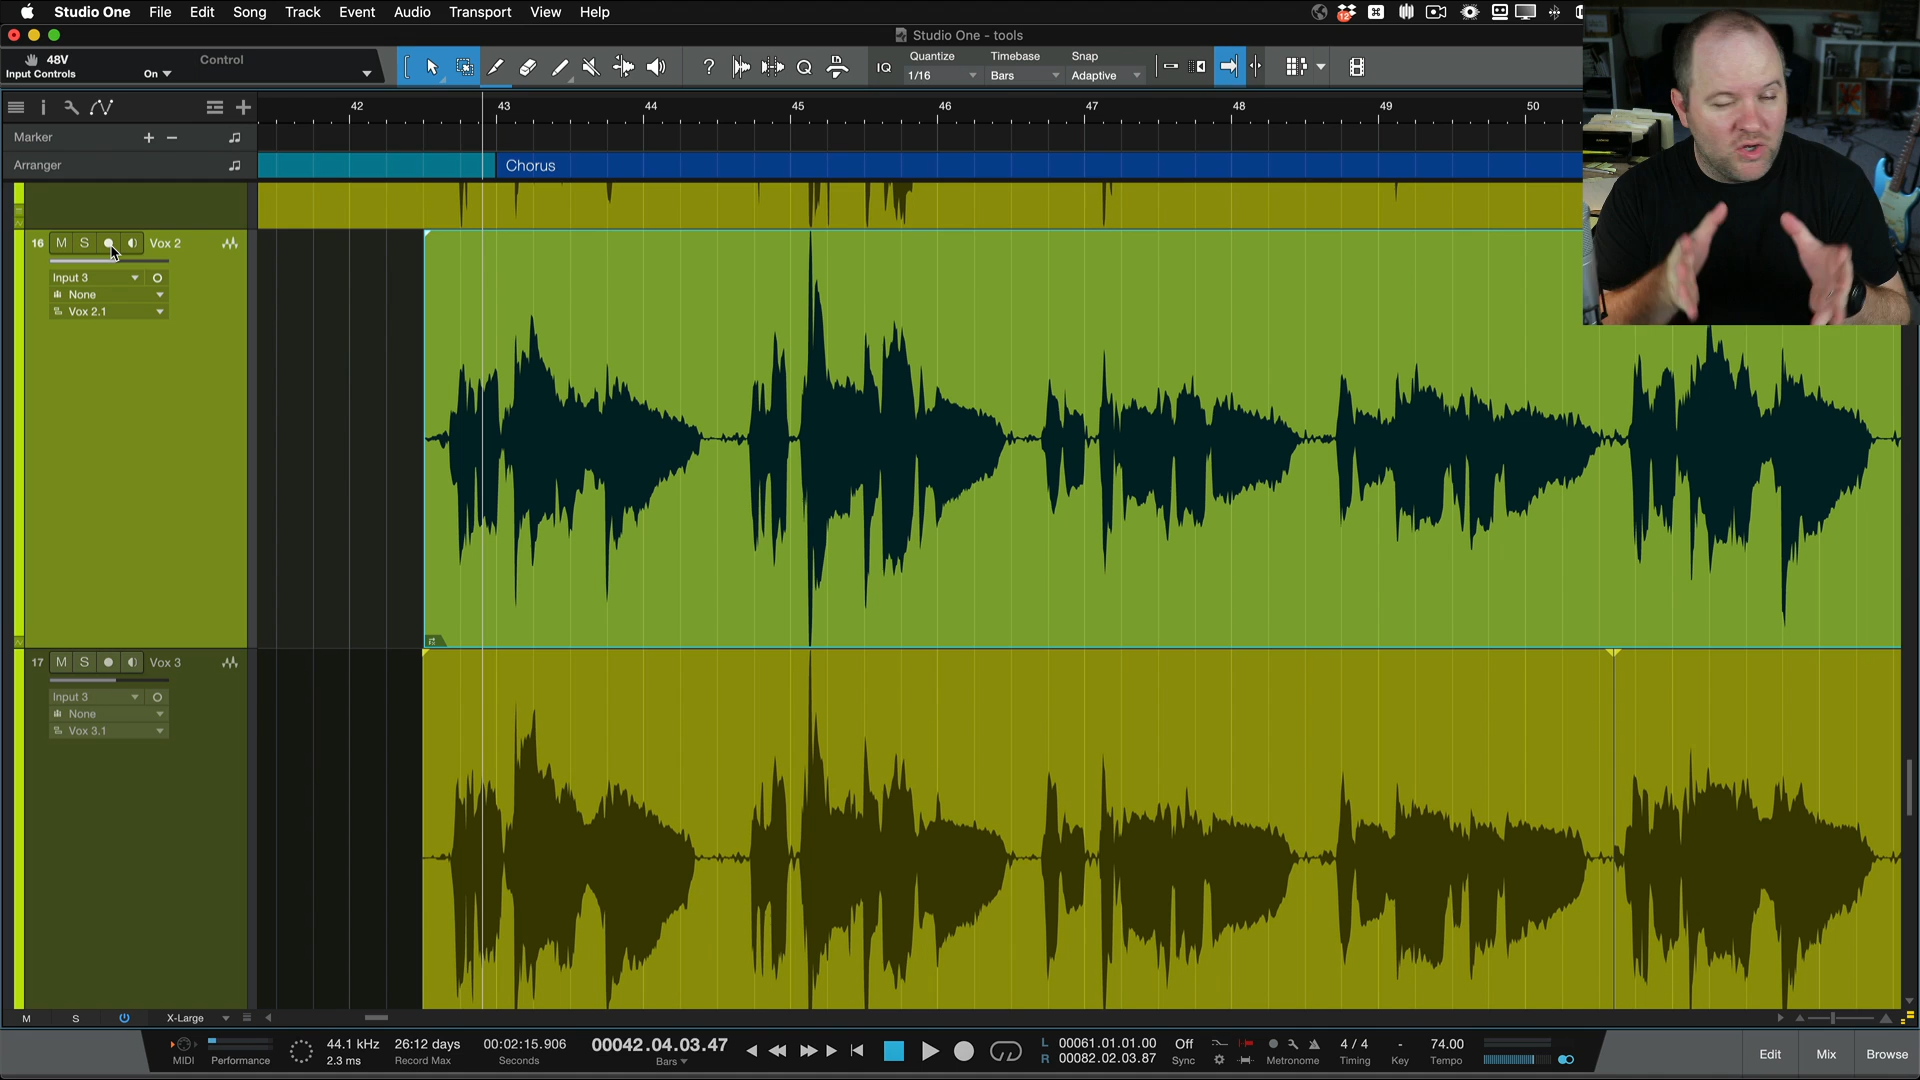 Studio One File Edit Song Track Event Audio Transport View Help
12
Studio One - tools
48V
Input Controls
On
Control
?
IQ
Quantize
1/16
Timebase
Bars
Snap
Adaptive
42 43 44 45 46 47 48 49 50
Marker
Arranger
Chorus
16 M S Vox 2
Input 3
None
Vox 2.1
17 M S Vox 3
Input 3
None
Vox 3.1
M S X-Large
MIDI
Performance
44.1 kHz
2.3 ms
26:12 days
Record Max
00:02:15.906
Seconds
00042.04.03.47
Bars
L 00061.01.01.00
R 00082.02.03.87
Off
Sync
Metronome
4 / 4
Timing
-
Key
74.00
Tempo
Edit
Mix
Browse